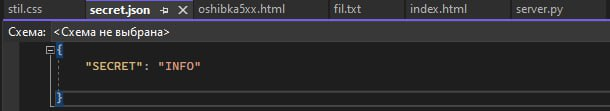 stil.css secret.json oshibka5xx.html fil.txt index.html server.py
Схема: <Схема не выбрана>
{
"SECRET": "INFO"
}